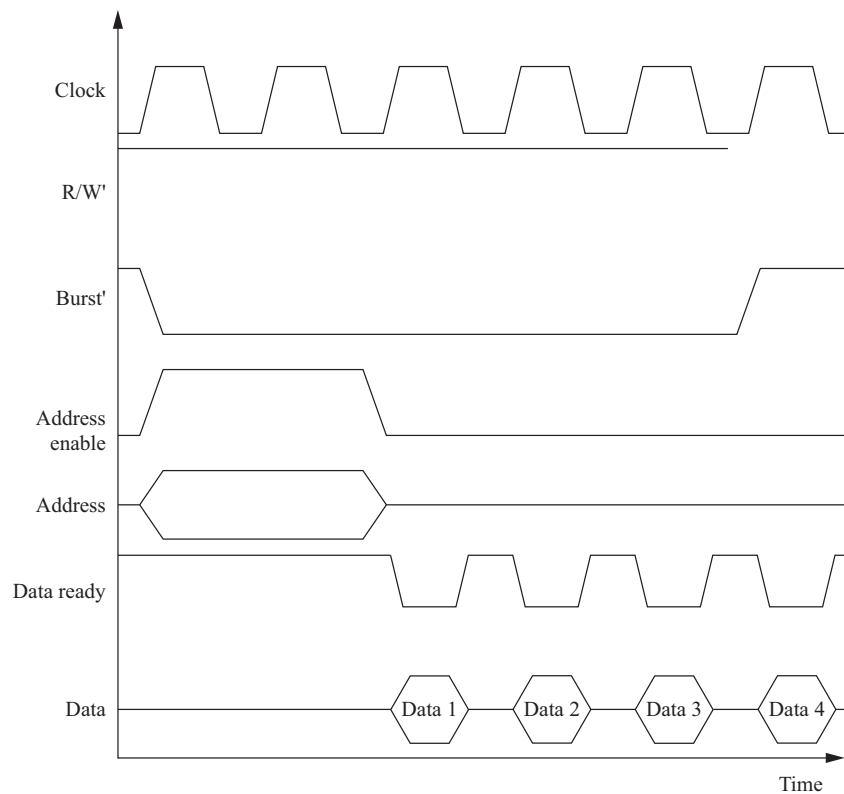 Clock
R/W'
Burst'
Address
enable
Address
Data ready
Data
Data 1
Data 2
Data 3
Data 4
Time